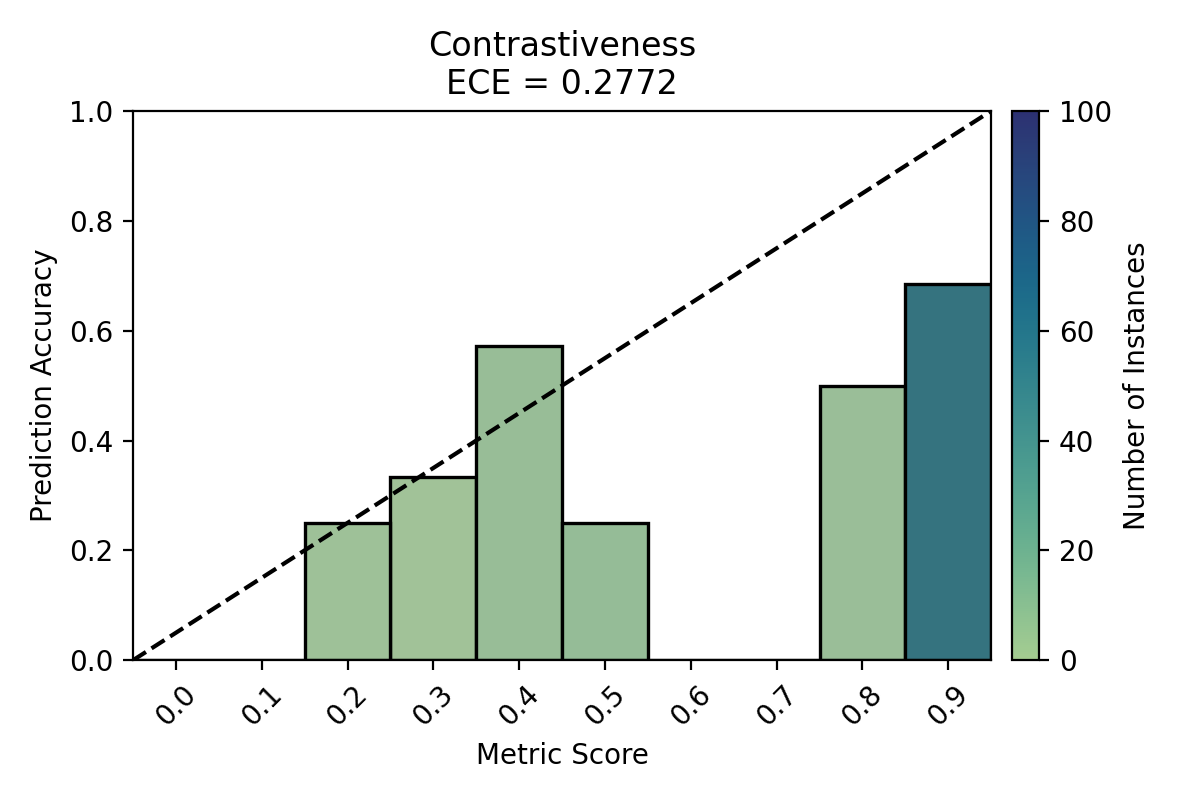 Contrastiveness
ECE = 0.2772
1.0
0.8
0.6
0.4
0.2
0.0
Prediction Accuracy
0.0 0.1 0.2 0.3 0.4 0.5 0.6 0.7 0.8 0.9
Metric Score
100
80
60
40
20
0
Number of Instances